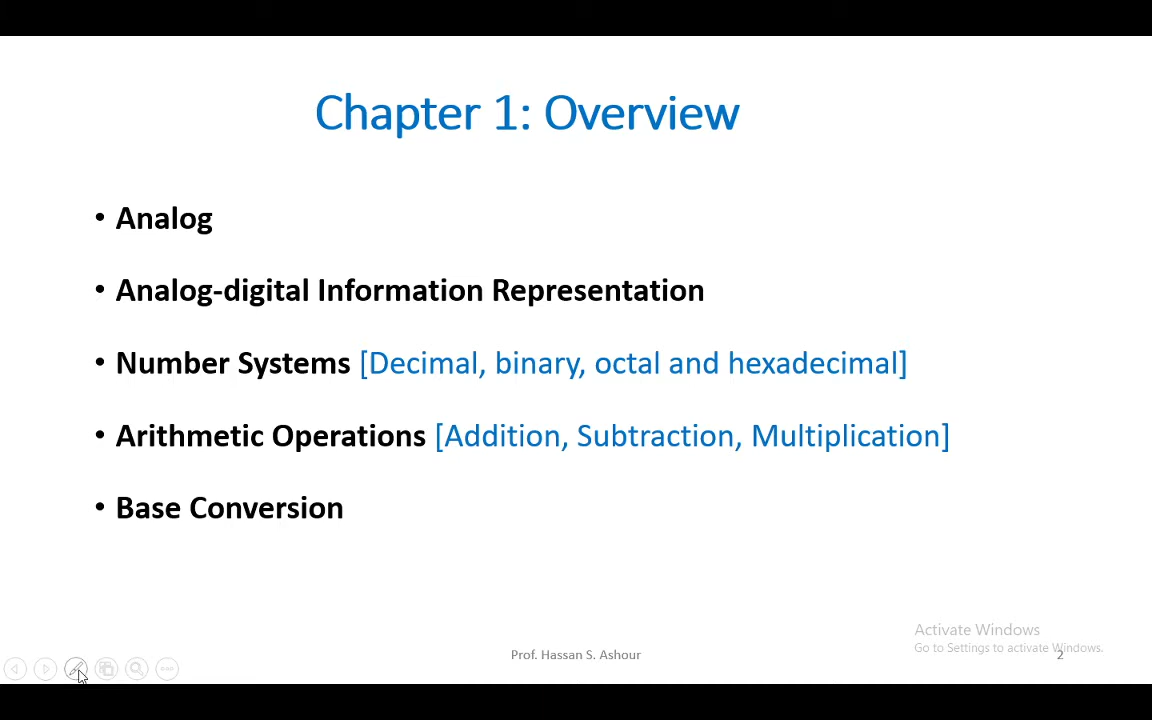 Chapter 1: Overview
• Analog
• Analog-digital Information Representation
• Number Systems [Decimal, binary, octal and hexadecimal]
• Arithmetic Operations [Addition, Subtraction, Multiplication]
• Base Conversion
Activate Windows
Go to Settings to activate Windows.
Prof. Hassan S. Ashour
2